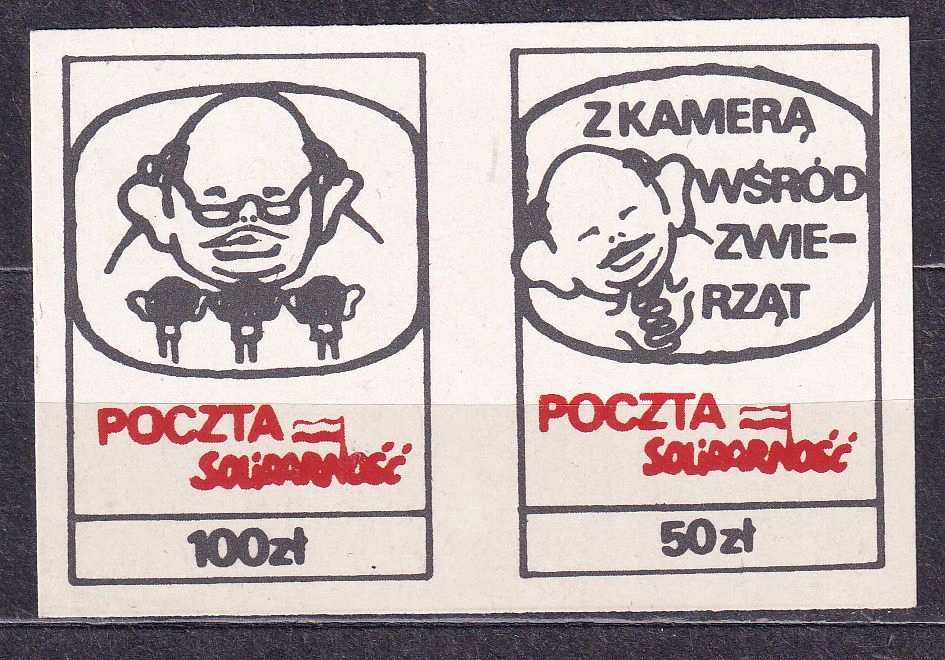 POCZTA
SOLIDARNOŚĆ
100zł
Z KAMERĄ
WŚRÓD
ZWIE-
RZĄT
POCZTA
SOLIDARNOŚĆ
50zł